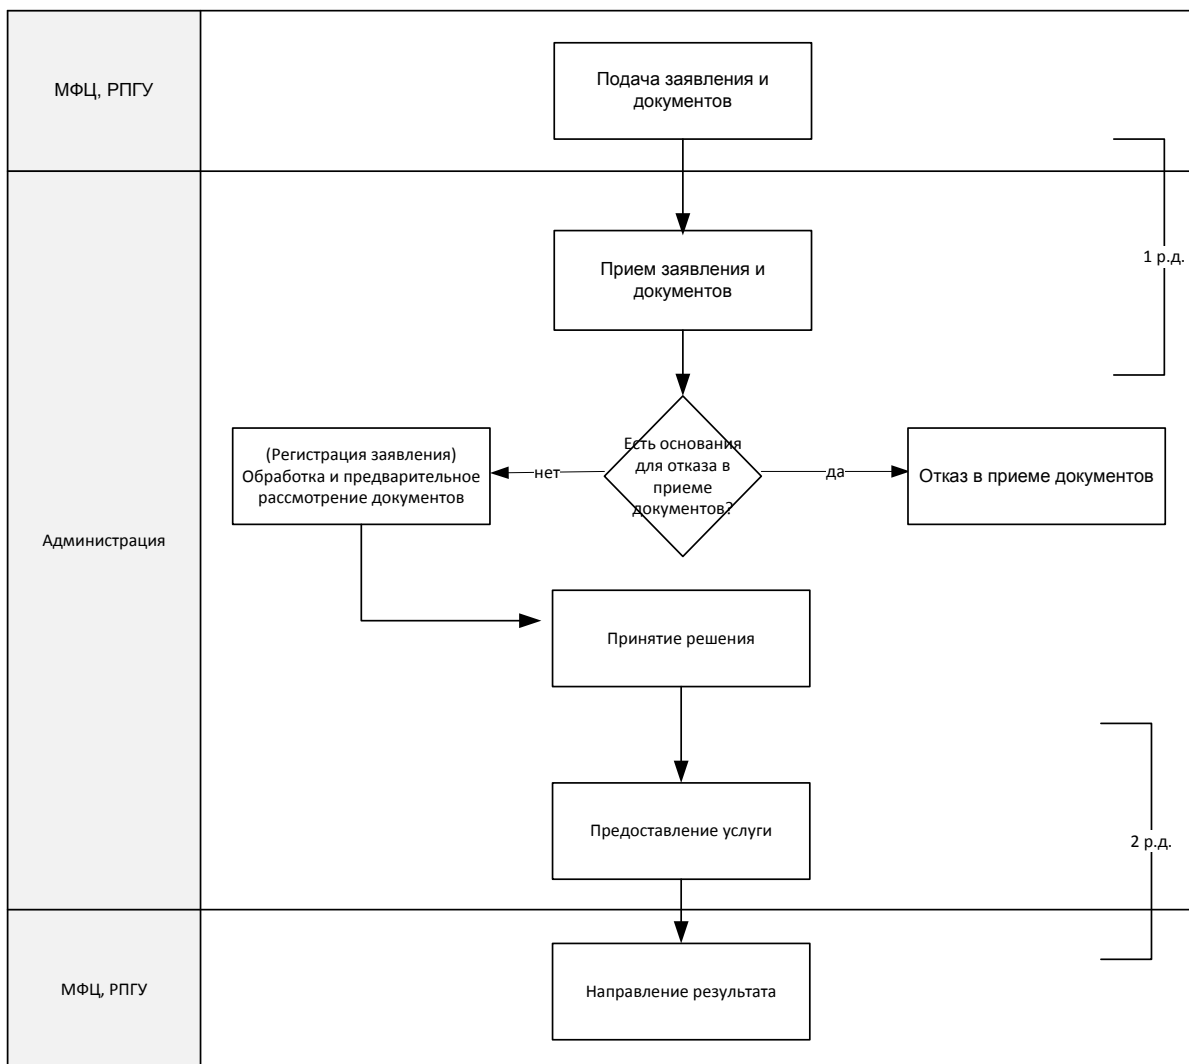 МФЦ, РПГУ
Подача заявления и
документов
1 р.д.
Прием заявления и
документов
Администрация
(Регистрация заявления)
Обработка и предварительное
рассмотрение документов
нет
Есть основания
для отказа в
приеме
документов?
да
Отказ в приеме документов
Принятие решения
Предоставление услуги
2 р.д.
МФЦ, РПГУ
Направление результата